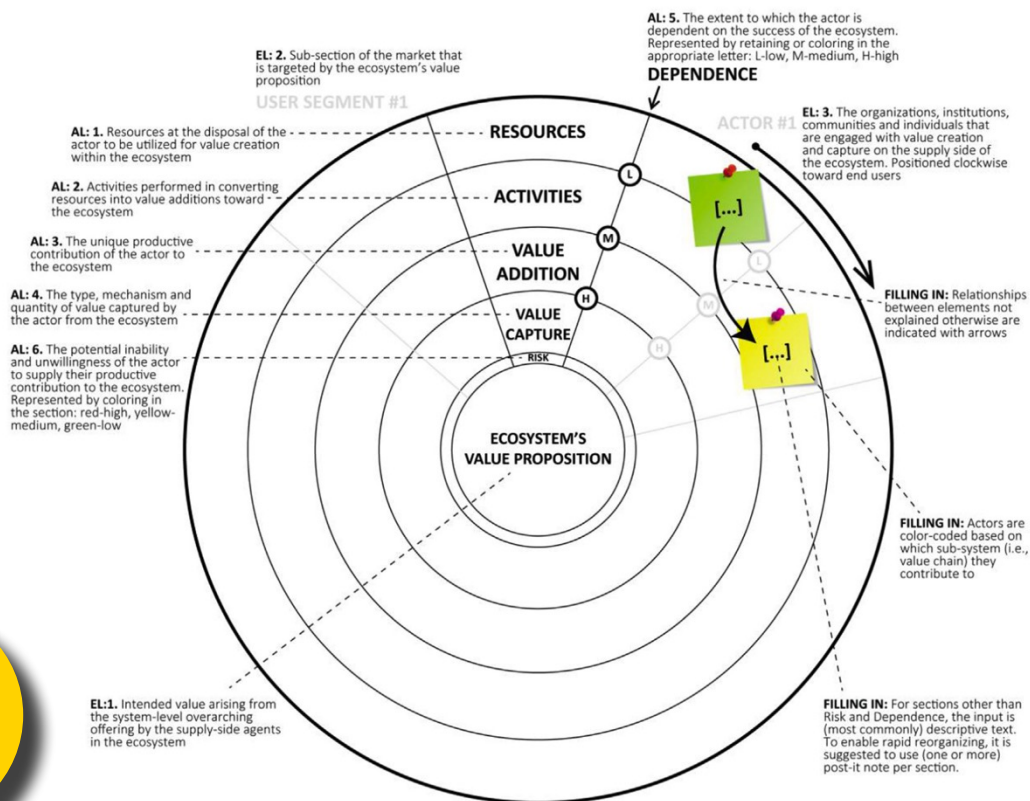 AL: 5. The extent to which the actor is
dependent on the success of the ecosystem.
Represented by retaining or coloring in the
appropriate letter: L-low, M-medium, H-high
DEPENDENCE
EL: 2. Sub-section of the market that
is targeted by the ecosystem's value
proposition
USER SEGMENT #1
ACTOR #1
EL: 3. The organizations, institutions,
communities and individuals that
are engaged with value creation
and capture on the supply side of
the ecosystem. Positioned clockwise
toward end users
AL: 1. Resources at the disposal of the
actor to be utilized for value creation
within the ecosystem
RESOURCES
L
AL: 2. Activities performed in converting
resources into value additions toward
the ecosystem
ACTIVITIES
[...]
M
AL: 3. The unique productive
contribution of the actor to
the ecosystem
VALUE
ADDITION
L
H
M
AL: 4. The type, mechanism and
quantity of value captured by
the actor from the ecosystem
VALUE
CAPTURE
FILLING IN: Relationships
between elements not
explained otherwise are
indicated with arrows
H
[...]
AL: 6. The potential inability
and unwillingness of the actor
to supply their productive
contribution to the ecosystem.
Represented by coloring in
the section: red-high, yellow-
medium, green-low
RISK
ECOSYSTEM'S
VALUE PROPOSITION
FILLING IN: Actors are
color-coded based on
which sub-system (i.e.,
value chain) they
contribute to
EL:1. Intended value arising from
the system-level overarching
offering by the supply-side agents
in the ecosystem
FILLING IN: For sections other than
Risk and Dependence, the input is
(most commonly) descriptive text.
To enable rapid reorganizing, it is
suggested to use (one or more)
post-it note per section.